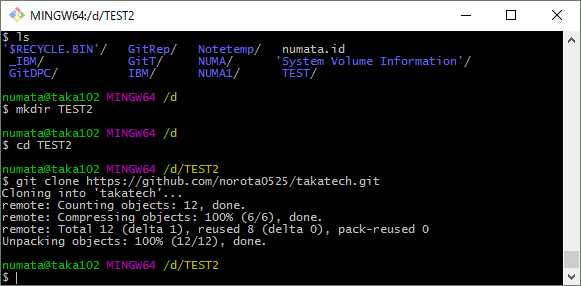 MINGW64:/d/TEST2
$ ls
'$RECYCLE.BIN'/ GitRep/ Notetemp/ numata.id
_IBM/ GitT/ NUMA/ 'System Volume Information'/
GitDPC/ IBM/ NUMA1/ TEST/
numata@taka102 MINGW64 /d
$ mkdir TEST2
numata@taka102 MINGW64 /d
$ cd TEST2
numata@taka102 MINGW64 /d/TEST2
$ git clone https://github.com/norota0525/takatech.git
Cloning into 'takatech'...
remote: Counting objects: 12, done.
remote: Compressing objects: 100% (6/6), done.
remote: Total 12 (delta 1), reused 8 (delta 0), pack-reused 0
Unpacking objects: 100% (12/12), done.
numata@taka102 MINGW64 /d/TEST2
$